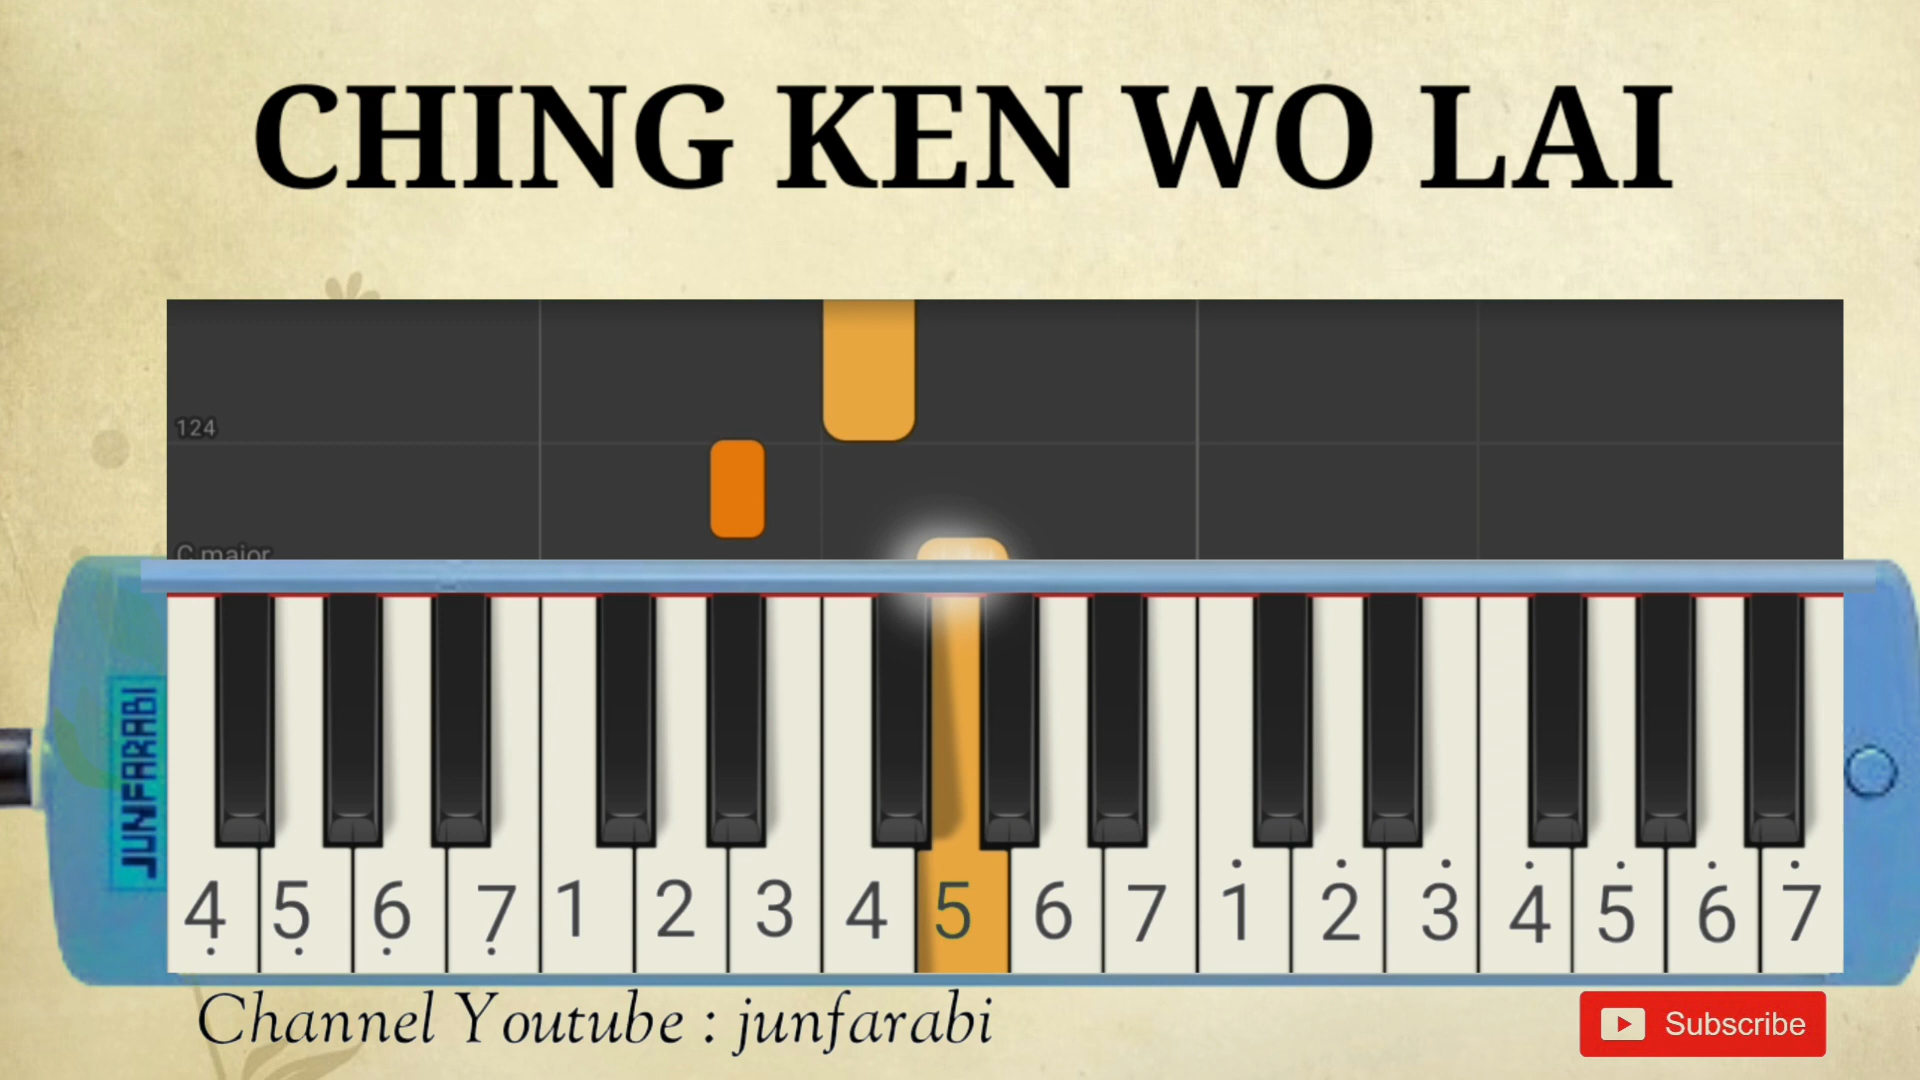 CHING KEN WO LAI
124
C major
JUNFARABI
4̣ 5̣ 6̣ 7̣ 1 2 3 4 5 6 7 1̇ 2̇ 3̇ 4̇ 5̇ 6̇ 7̇
Channel Youtube : junfarabi
Subscribe